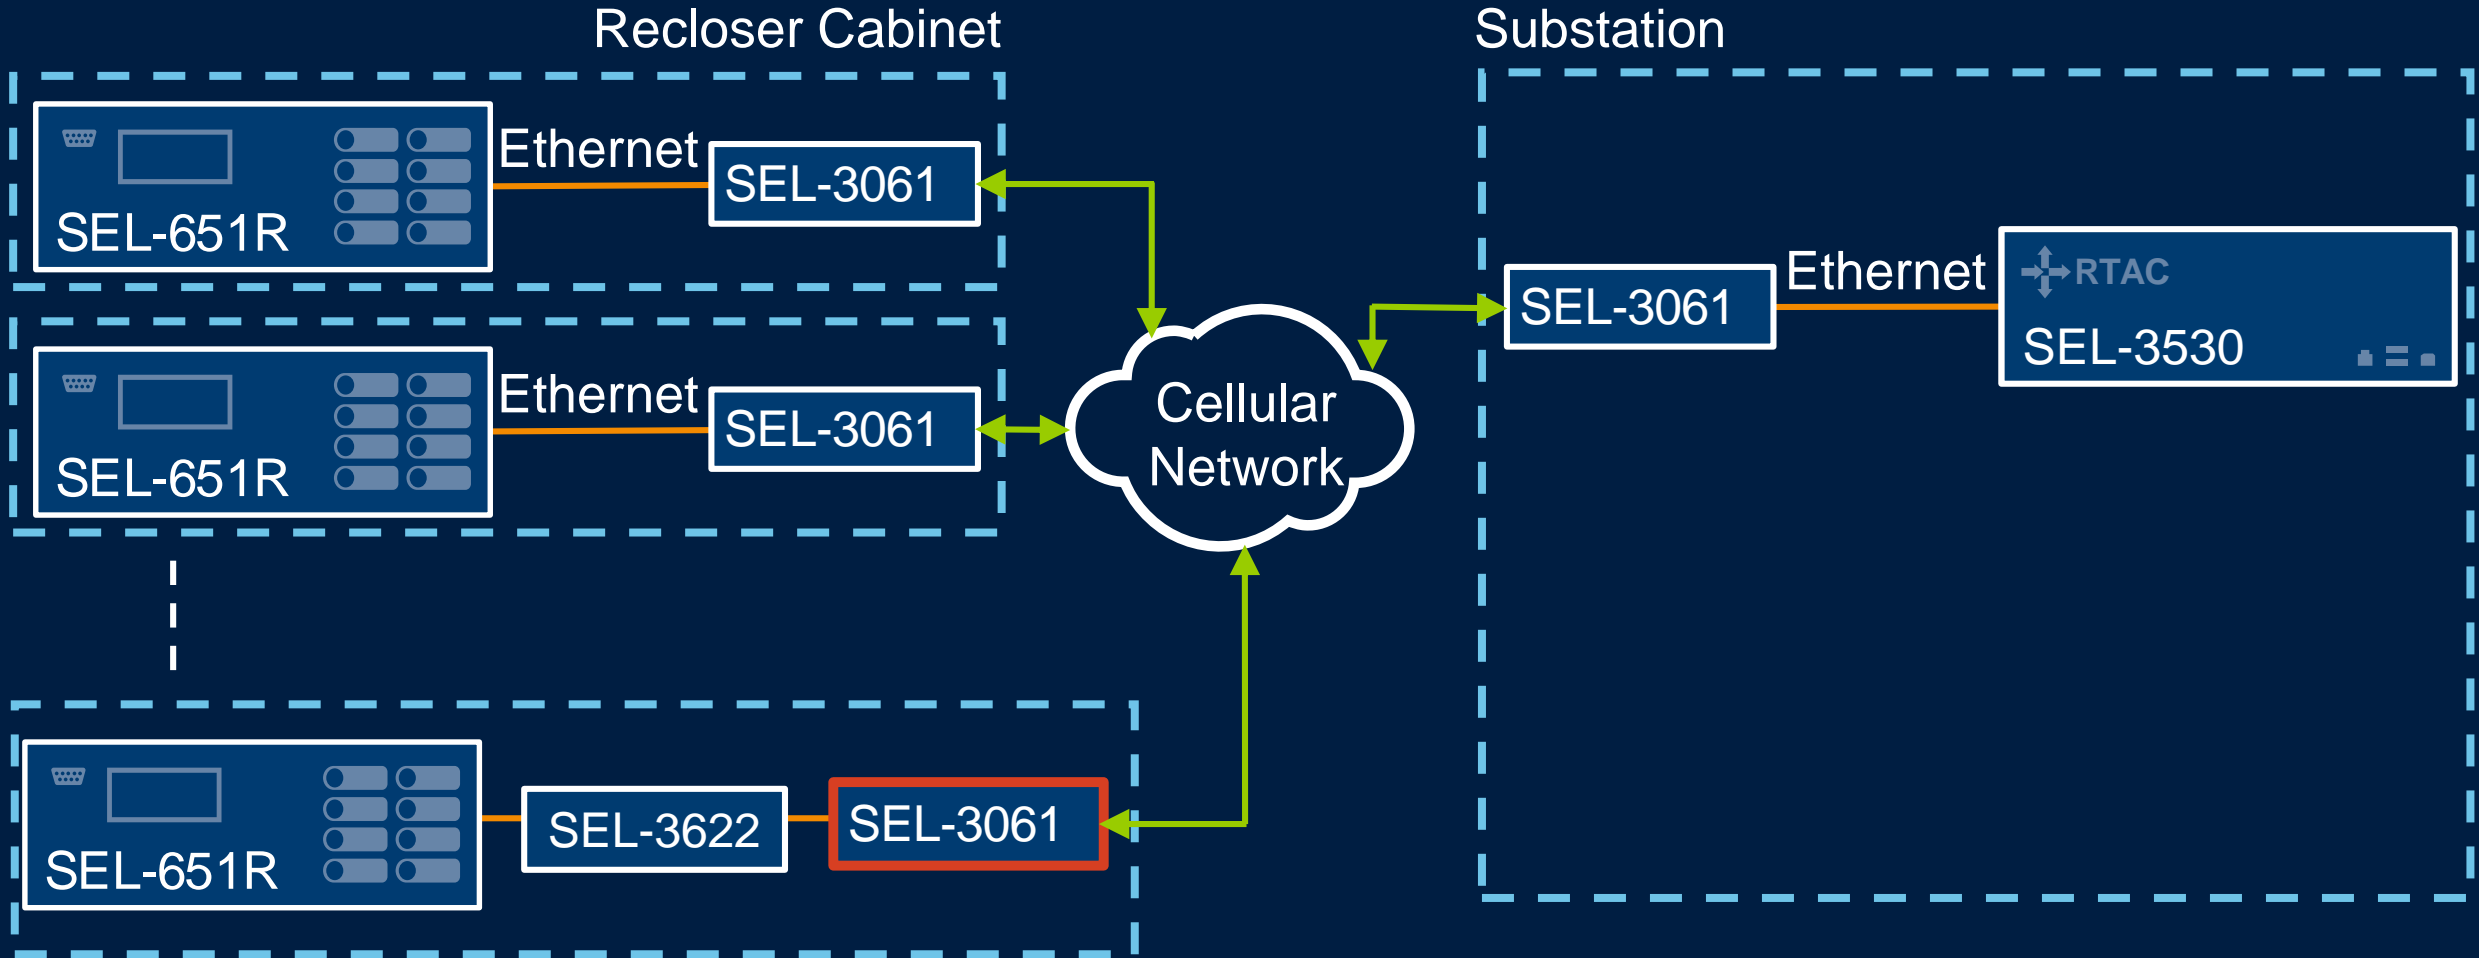 Recloser Cabinet
Substation
Ethernet
SEL-3061
SEL-651R
Ethernet
SEL-3061
SEL-651R
Cellular
Network
SEL-3061
Ethernet
RTAC
SEL-3530
SEL-651R
SEL-3622
SEL-3061